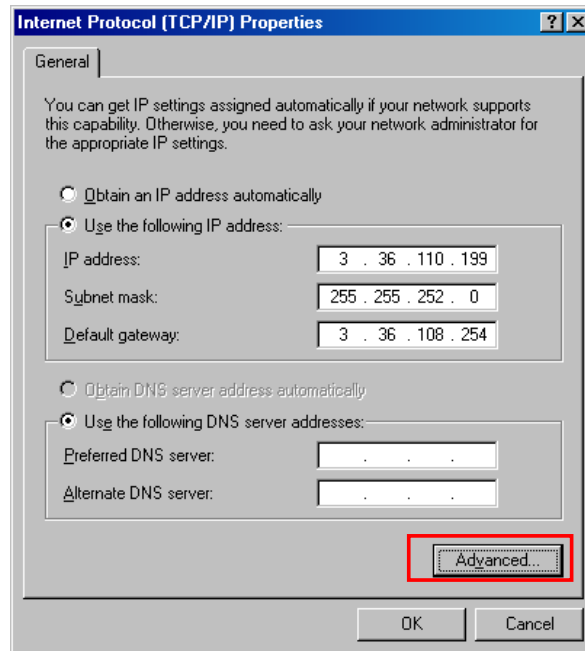 Internet Protocol (TCP/IP) Properties
General
You can get IP settings assigned automatically if your network supports
this capability. Otherwise, you need to ask your network administrator for
the appropriate IP settings.
Obtain an IP address automatically
Use the following IP address:
IP address: 3 . 36 . 110 . 199
Subnet mask: 255 . 255 . 252 . 0
Default gateway: 3 . 36 . 108 . 254
Obtain DNS server address automatically
Use the following DNS server addresses:
Preferred DNS server: . . .
Alternate DNS server: . . .
Advanced...
OK Cancel